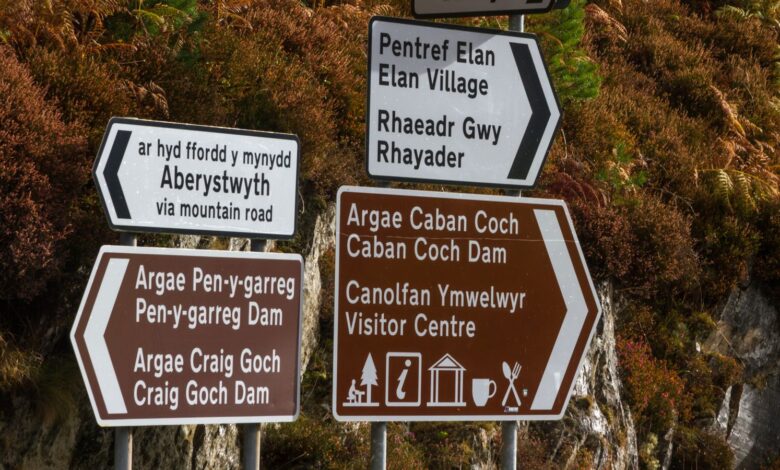 ar hyd ffordd y mynydd
Aberystwyth
via mountain road
Argae Pen-y-garreg
Pen-y-garreg Dam
Argae Craig Goch
Craig Goch Dam
Pentref Elan
Elan Village
Rhaeadr Gwy
Rhayader
Argae Caban Coch
Caban Coch Dam
Canolfan Ymwelwyr
Visitor Centre
i